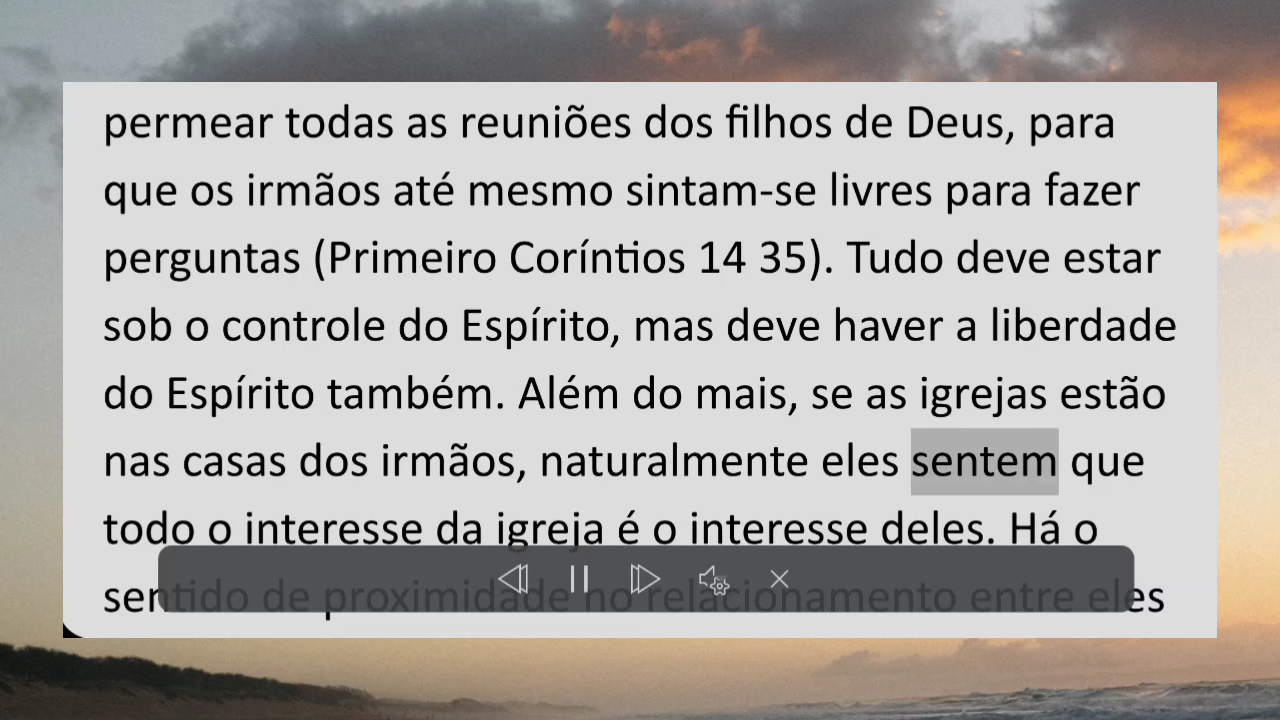 permear todas as reuniões dos filhos de Deus, para
que os irmãos até mesmo sintam-se livres para fazer
perguntas (Primeiro Coríntios 14 35). Tudo deve estar
sob o controle do Espírito, mas deve haver a liberdade
do Espírito também. Além do mais, se as igrejas estão
nas casas dos irmãos, naturalmente eles sentem que
todo o interesse da igreja é o interesse deles. Há o
sentido de proximidade no relacionamento entre eles